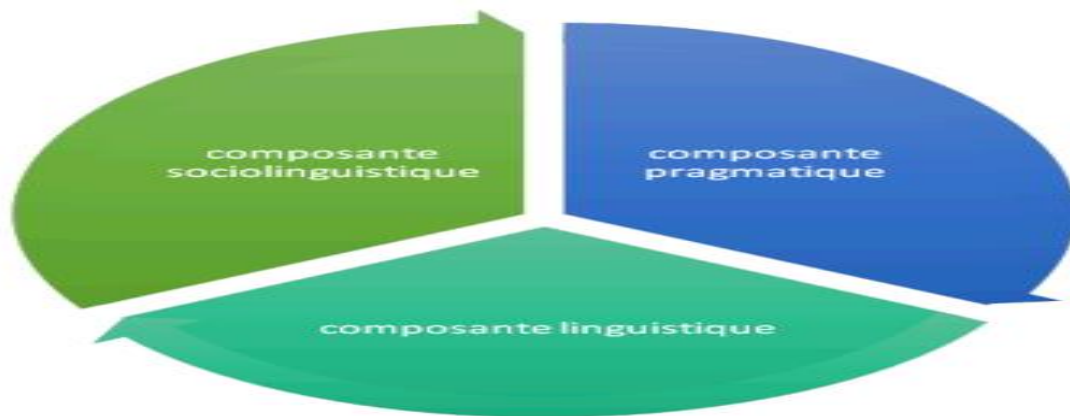 composante
sociolinguistique
composante
pragmatique
composante linguistique